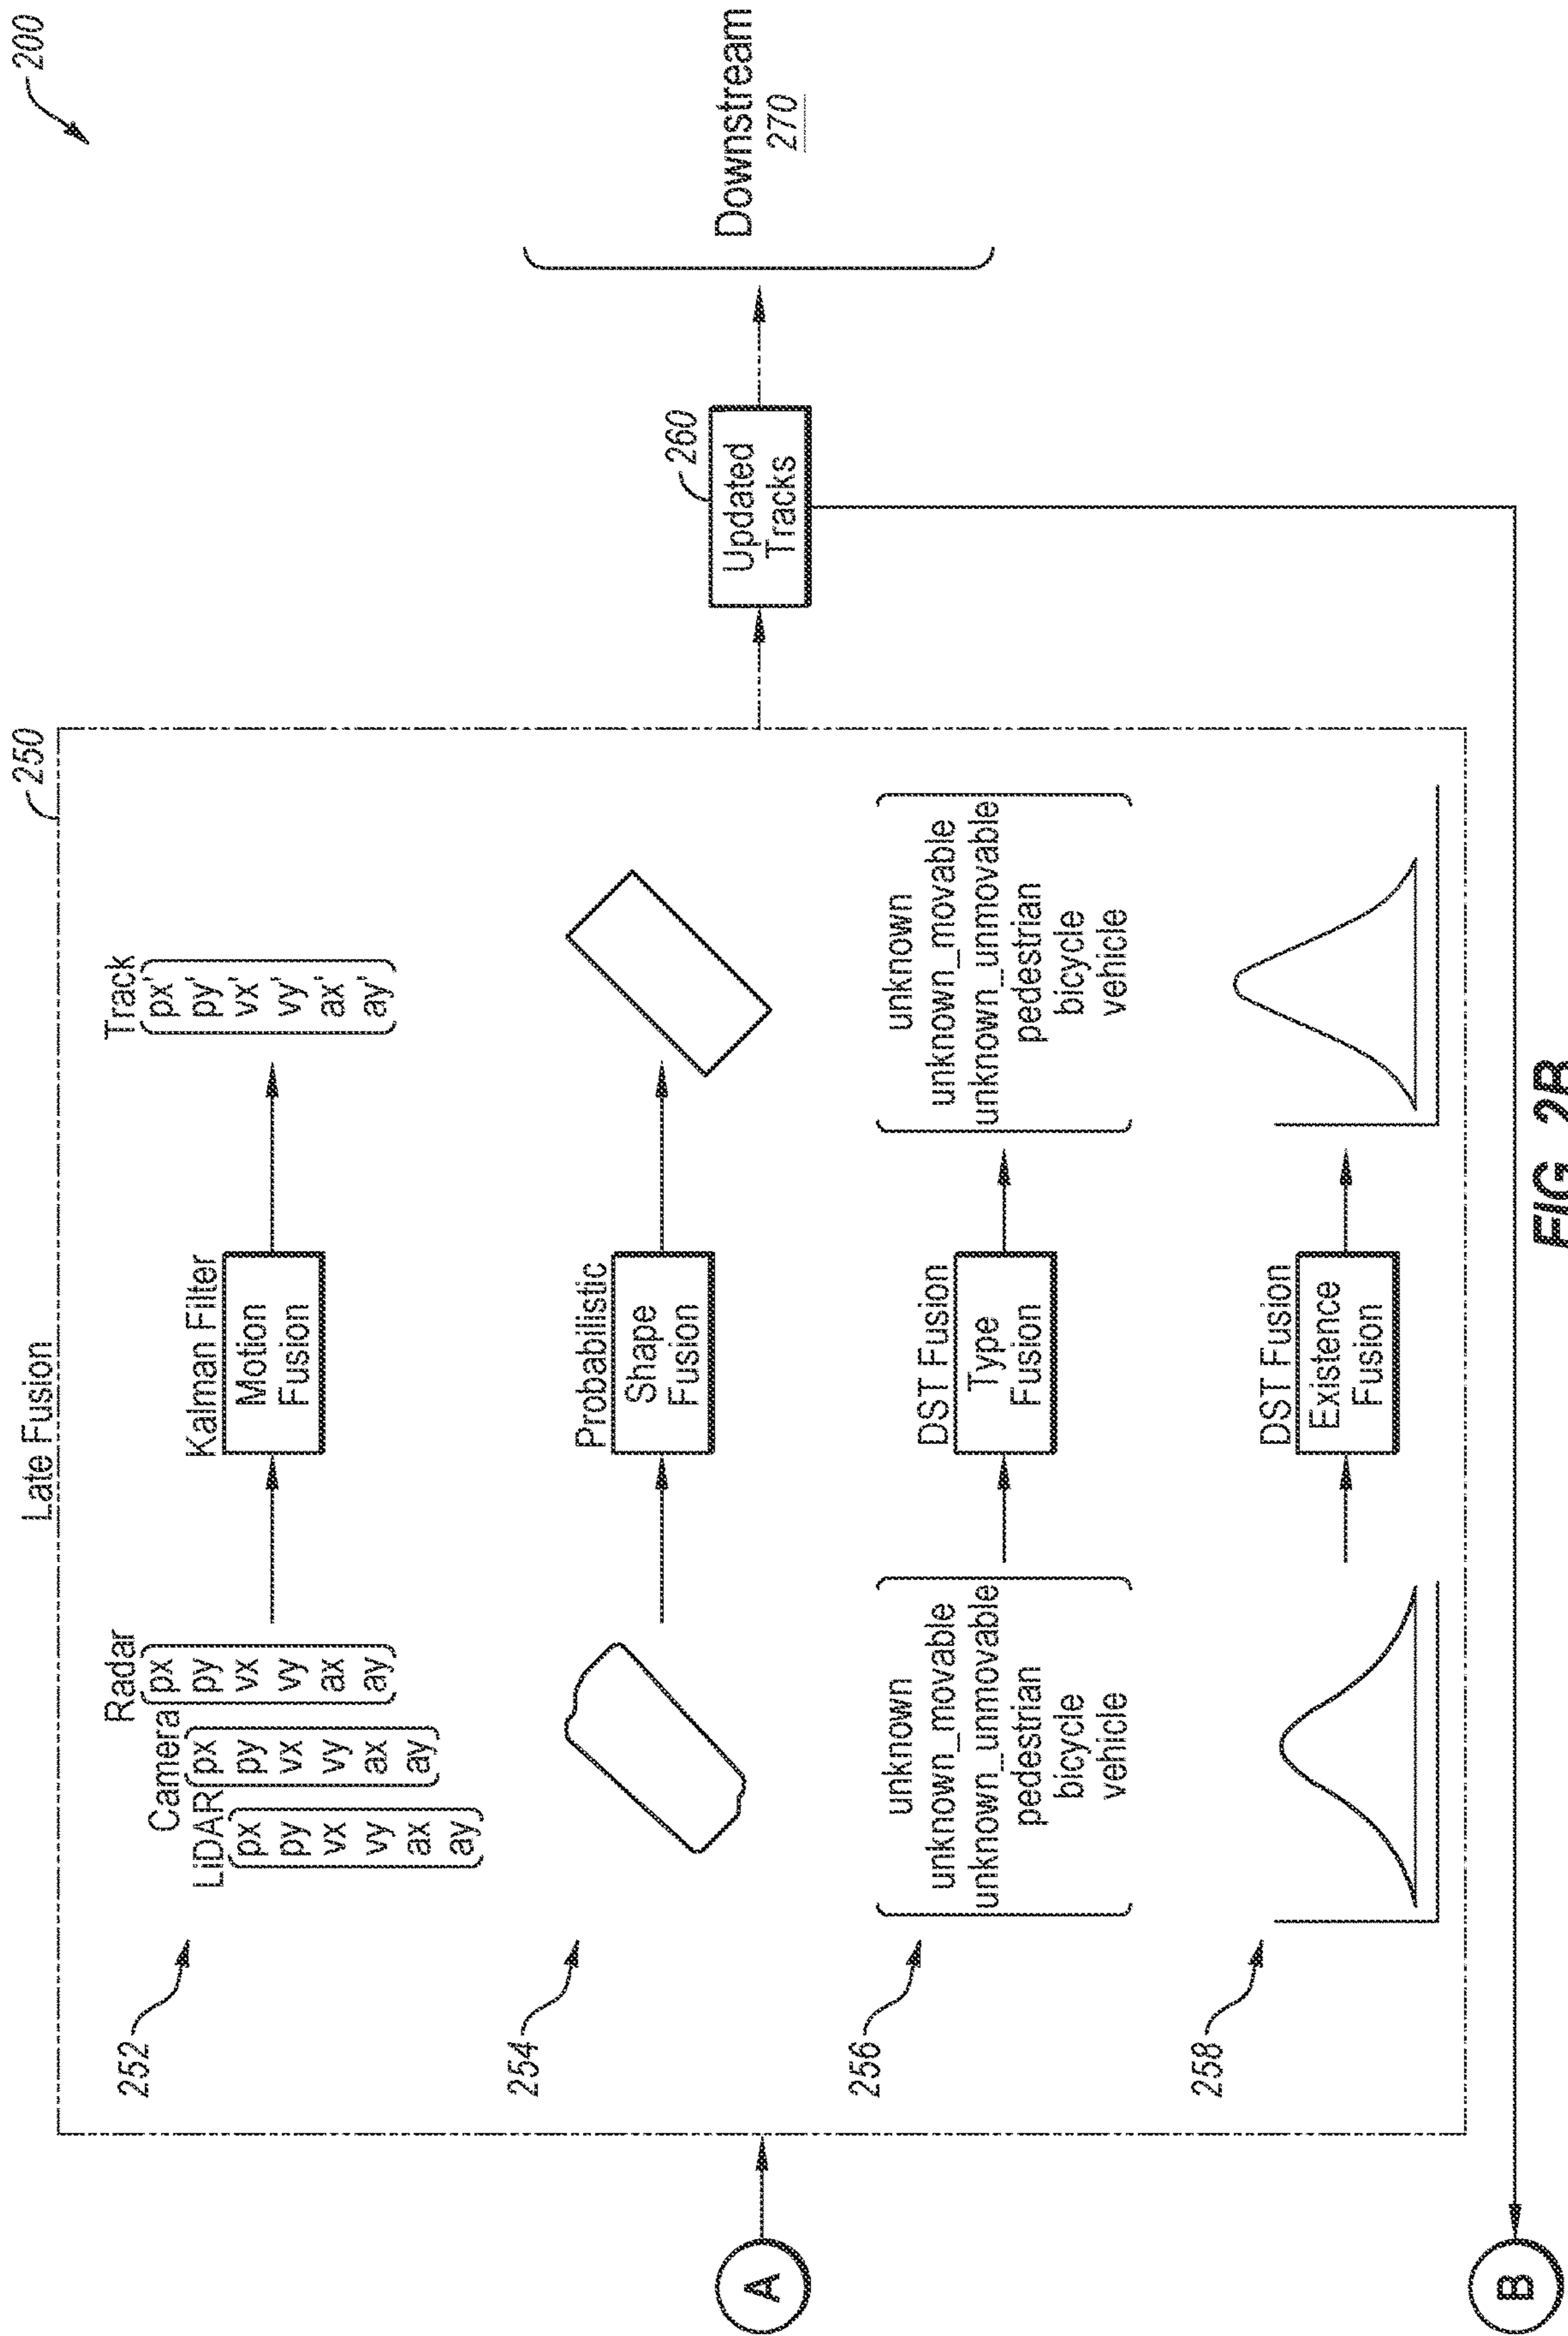 200
Late Fusion
250
252
LiDAR
px
py
vx
vy
ax
ay
Camera
px
py
vx
vy
ax
ay
Radar
px
py
vx
vy
ax
ay
Kalman Filter
Motion
Fusion
Track
px'
py'
vx'
vy'
ax'
ay'
254
Probabilistic
Shape
Fusion
256
unknown
unknown_movable
unknown_unmovable
pedestrian
bicycle
vehicle
DST Fusion
Type
Fusion
unknown
unknown_movable
unknown_unmovable
pedestrian
bicycle
vehicle
258
DST Fusion
Existence
Fusion
A
260
Updated
Tracks
Downstream
270
B
FIG. 2B